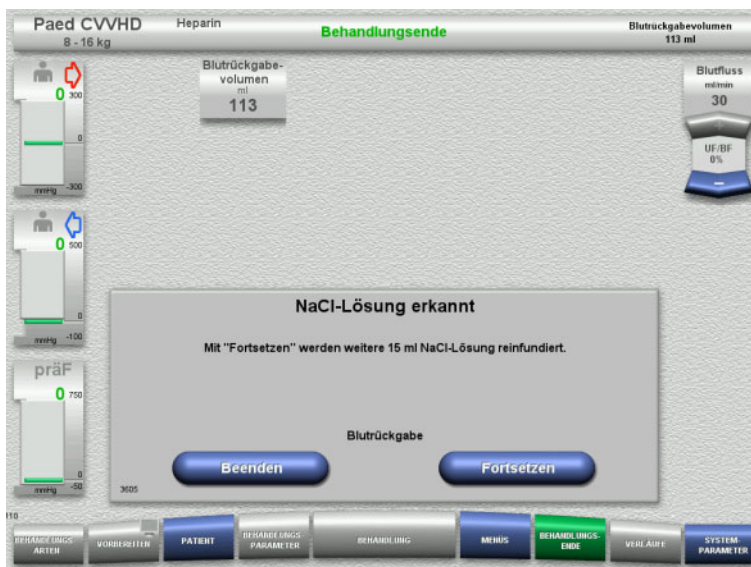 Paed CVVHD
8 - 16 kg
Heparin
Behandlungsende
Blutrückgabevolumen
113 ml
0
300
0
-300
mmHg
Blutrückgabe-
volumen
ml
113
Blutfluss
ml/min
30
UF/BF
0%
0
500
0
-100
mmHg
präF
0
750
0
-50
mmHg
NaCl-Lösung erkannt
Mit "Fortsetzen" werden weitere 15 ml NaCl-Lösung reinfundiert.
Blutrückgabe
Beenden
Fortsetzen
3605
BEHANDLUNGS-
ARTEN
VORBEREITEN
PATIENT
BEHANDLUNGS-
PARAMETER
BEHANDLUNG
MENÜS
BEHANDLUNGS-
ENDE
VERLÄUFE
SYSTEM-
PARAMETER